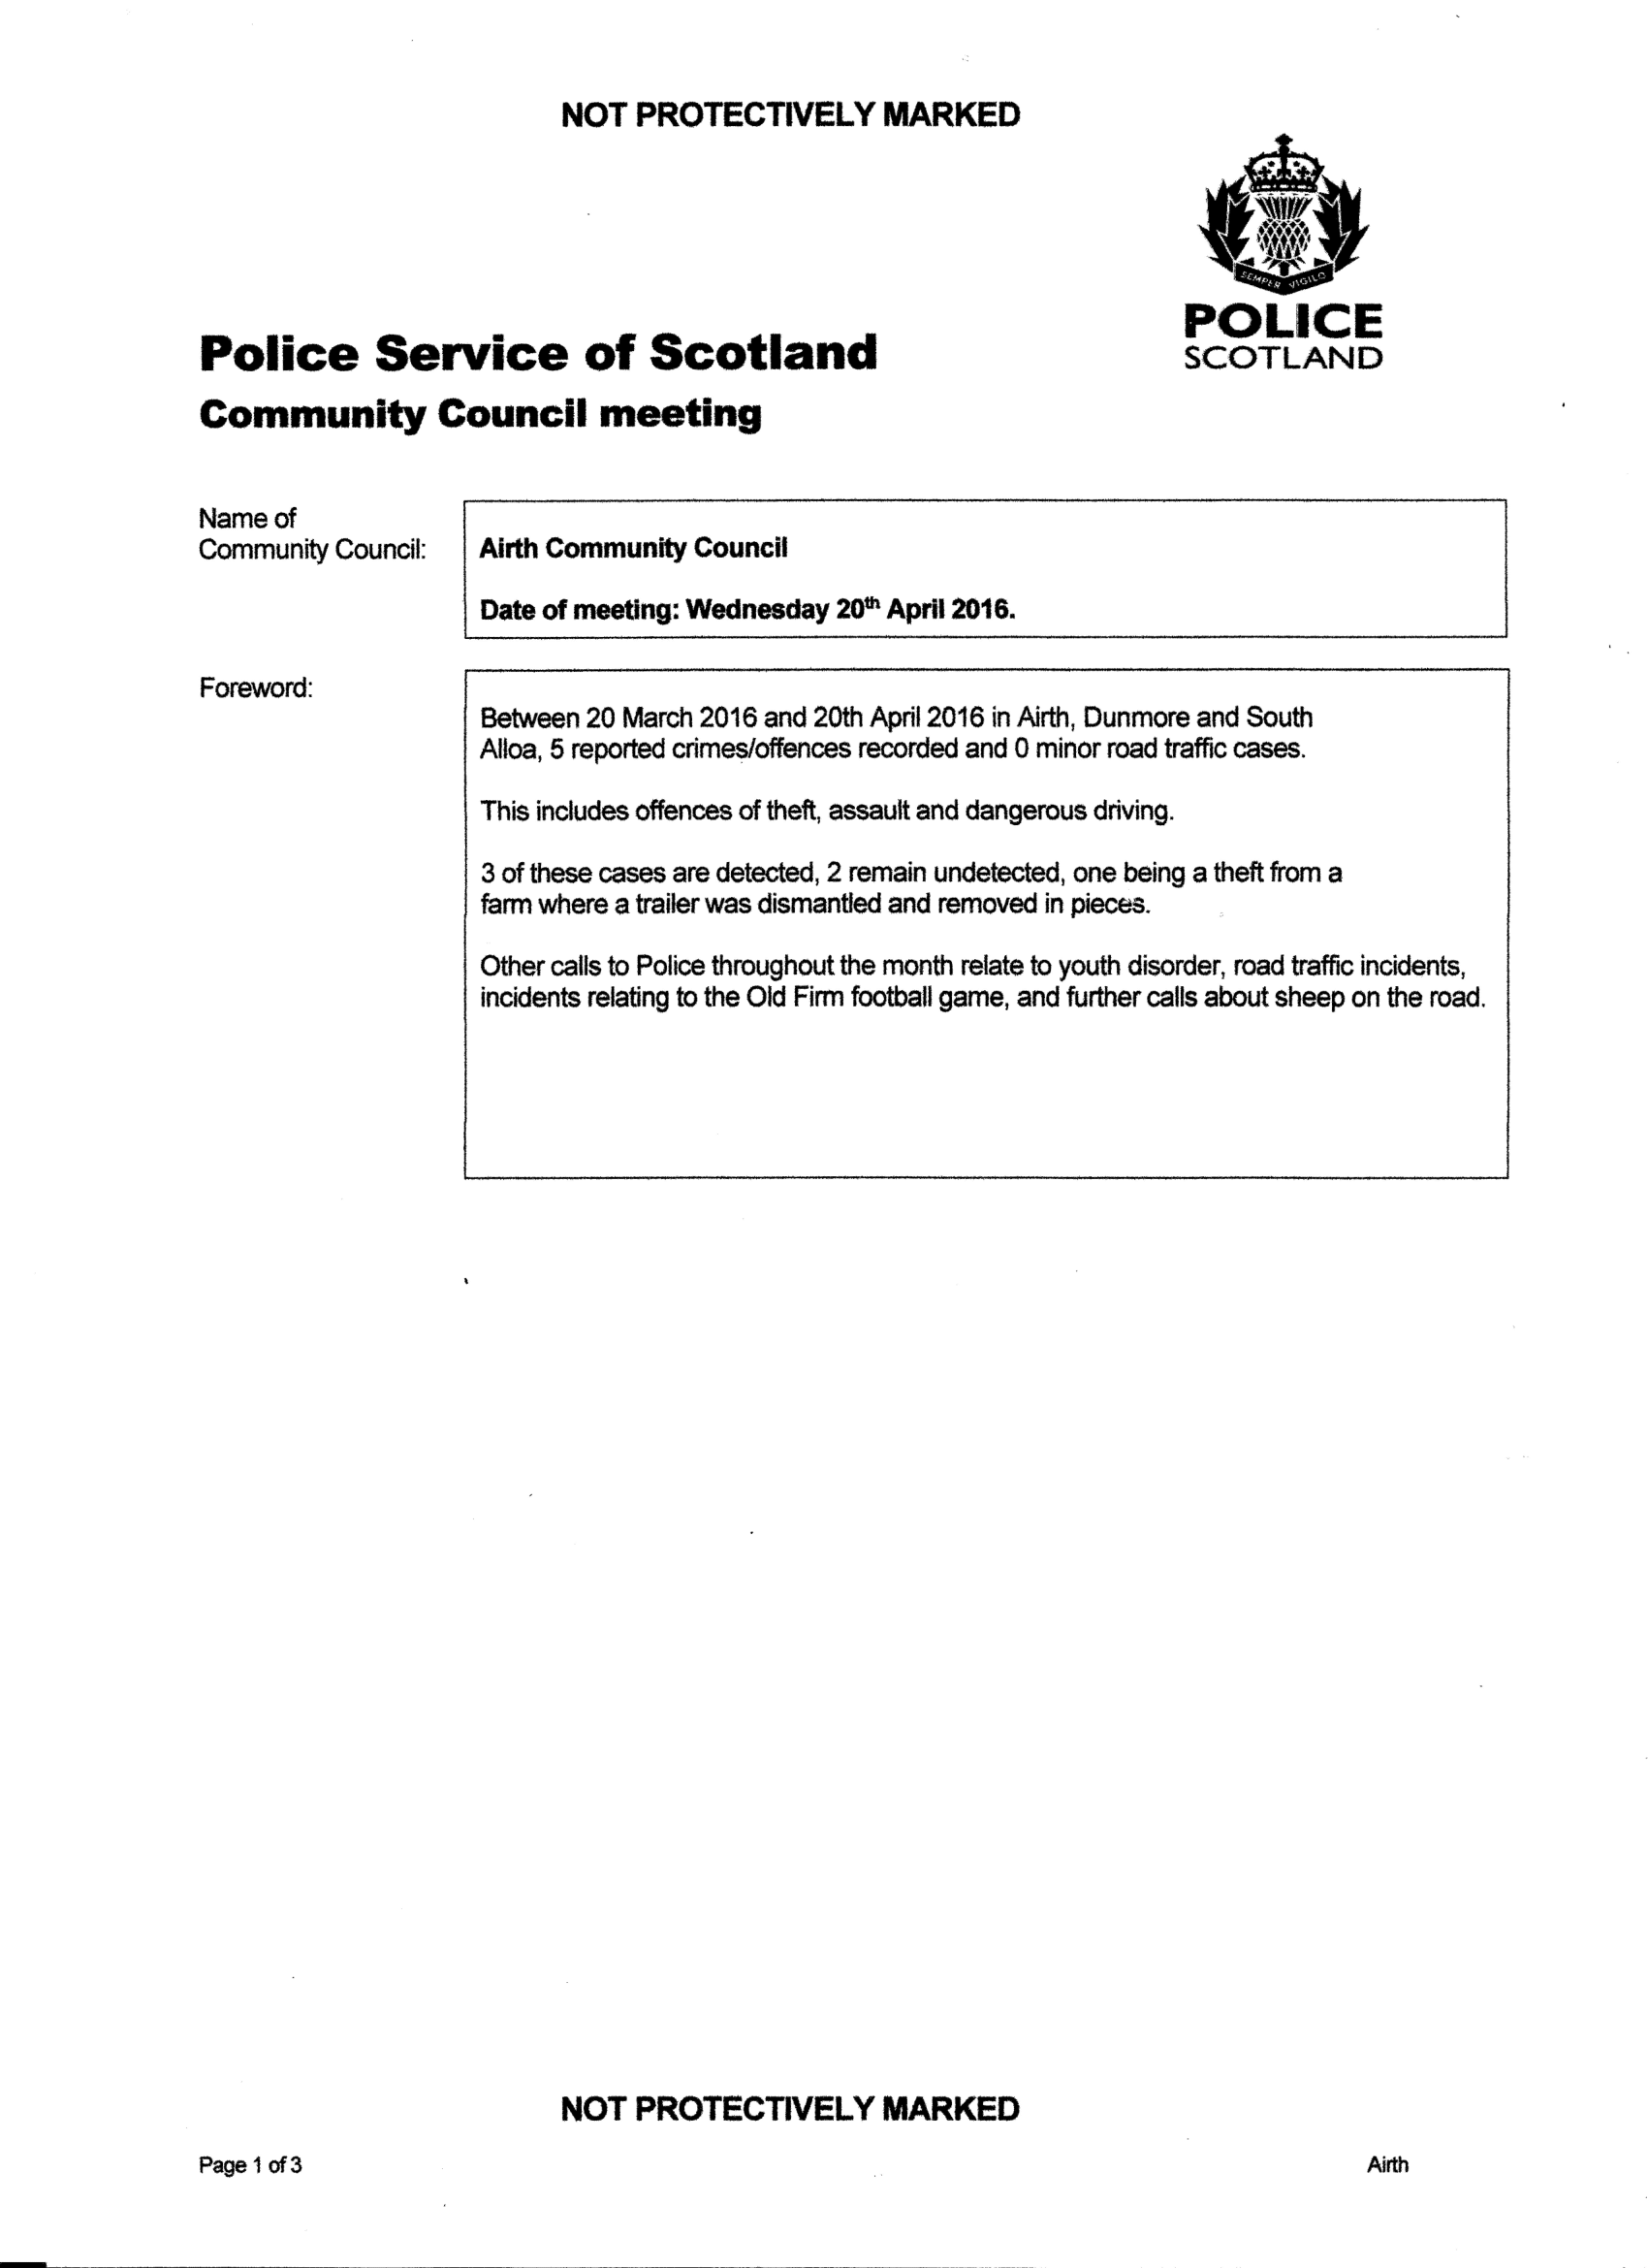 NOT PROTECTIVELY MARKED
SEMPER VIGILO
POLICE
SCOTLAND
Police Service of Scotland
Community Council meeting
Name of
Community Council:
Airth Community Council
Date of meeting: Wednesday 20th April 2016.
Foreword:
Between 20 March 2016 and 20th April 2016 in Airth, Dunmore and South
Alloa, 5 reported crimes/offences recorded and 0 minor road traffic cases.
This includes offences of theft, assault and dangerous driving.
3 of these cases are detected, 2 remain undetected, one being a theft from a
farm where a trailer was dismantled and removed in pieces.
Other calls to Police throughout the month relate to youth disorder, road traffic incidents,
incidents relating to the Old Firm football game, and further calls about sheep on the road.
NOT PROTECTIVELY MARKED
Page 1 of 3
Airth